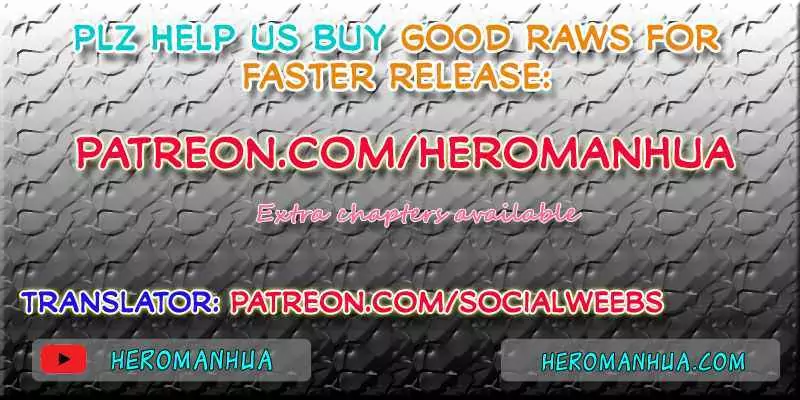 PLZ HELP US BUY GOOD RAWS FOR
FASTER RELEASE:
PATREON.COM/HEROMANHUA
Extra chapters available
TRANSLATOR: PATREON.COM/SOCIALWEEBS
HEROMANHUA
HEROMANHUA.COM